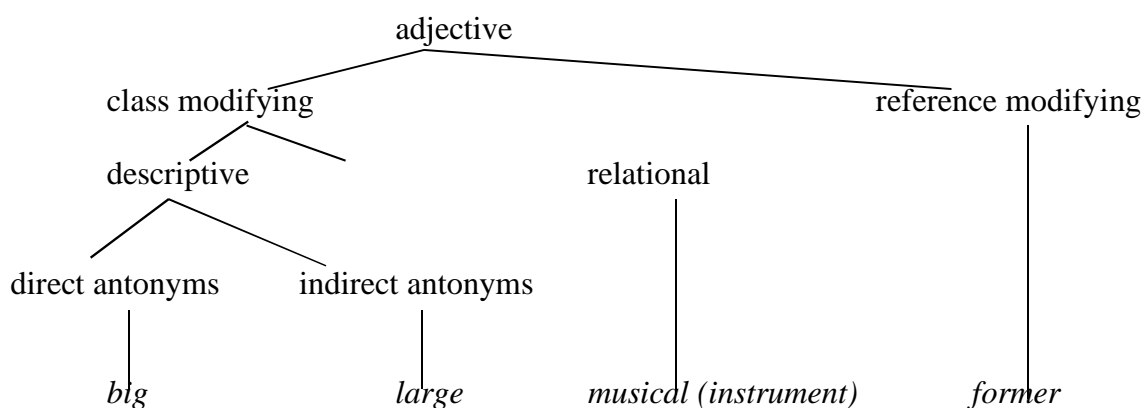 adjective
class modifying reference modifying
descriptive relational
direct antonyms indirect antonyms
big large musical (instrument) former